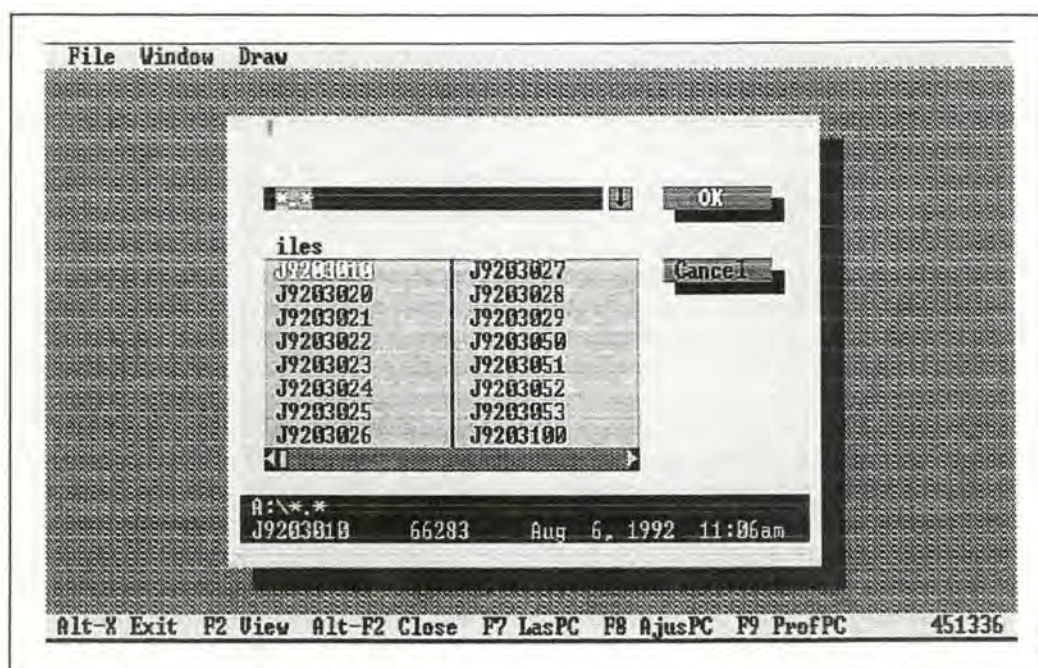 File Window Draw
*.*
OK
iles
Cancel
J9203010 J9203027
J9203020 J9203028
J9203021 J9203029
J9203022 J9203050
J9203023 J9203051
J9203024 J9203052
J9203025 J9203053
J9203026 J9203100
A:\*.*
J9203010 66283 Aug 6, 1992 11:06am
Alt-X Exit F2 View Alt-F2 Close F7 LasPC F8 AjusPC F9 ProfPC 451336